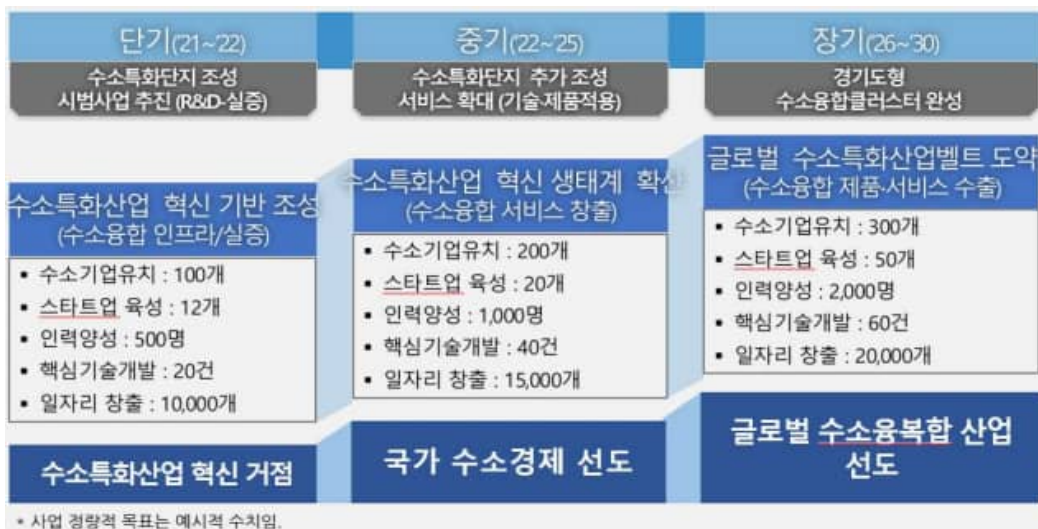 단기('21~'22)
수소특화단지 조성
시범사업 추진 (R&D·실증)
수소특화산업 혁신 기반 조성
(수소융합 인프라/실증)
▪ 수소기업유치 : 100개
▪ 스타트업 육성 : 12개
▪ 인력양성 : 500명
▪ 핵심기술개발 : 20건
▪ 일자리 창출 : 10,000개
수소특화산업 혁신 거점
중기('22~'25)
수소특화단지 추가 조성
서비스 확대 (기술·제품적용)
수소특화산업 혁신 생태계 확산
(수소융합 서비스 창출)
▪ 수소기업유치 : 200개
▪ 스타트업 육성 : 20개
▪ 인력양성 : 1,000명
▪ 핵심기술개발 : 40건
▪ 일자리 창출 : 15,000개
국가 수소경제 선도
장기('26~'30)
경기도형
수소융합클러스터 완성
글로벌 수소특화산업벨트 도약
(수소융합 제품·서비스 수출)
▪ 수소기업유치 : 300개
▪ 스타트업 육성 : 50개
▪ 인력양성 : 2,000명
▪ 핵심기술개발 : 60건
▪ 일자리 창출 : 20,000개
글로벌 수소융복합 산업
선도
* 사업 정량적 목표는 예시적 수치임.